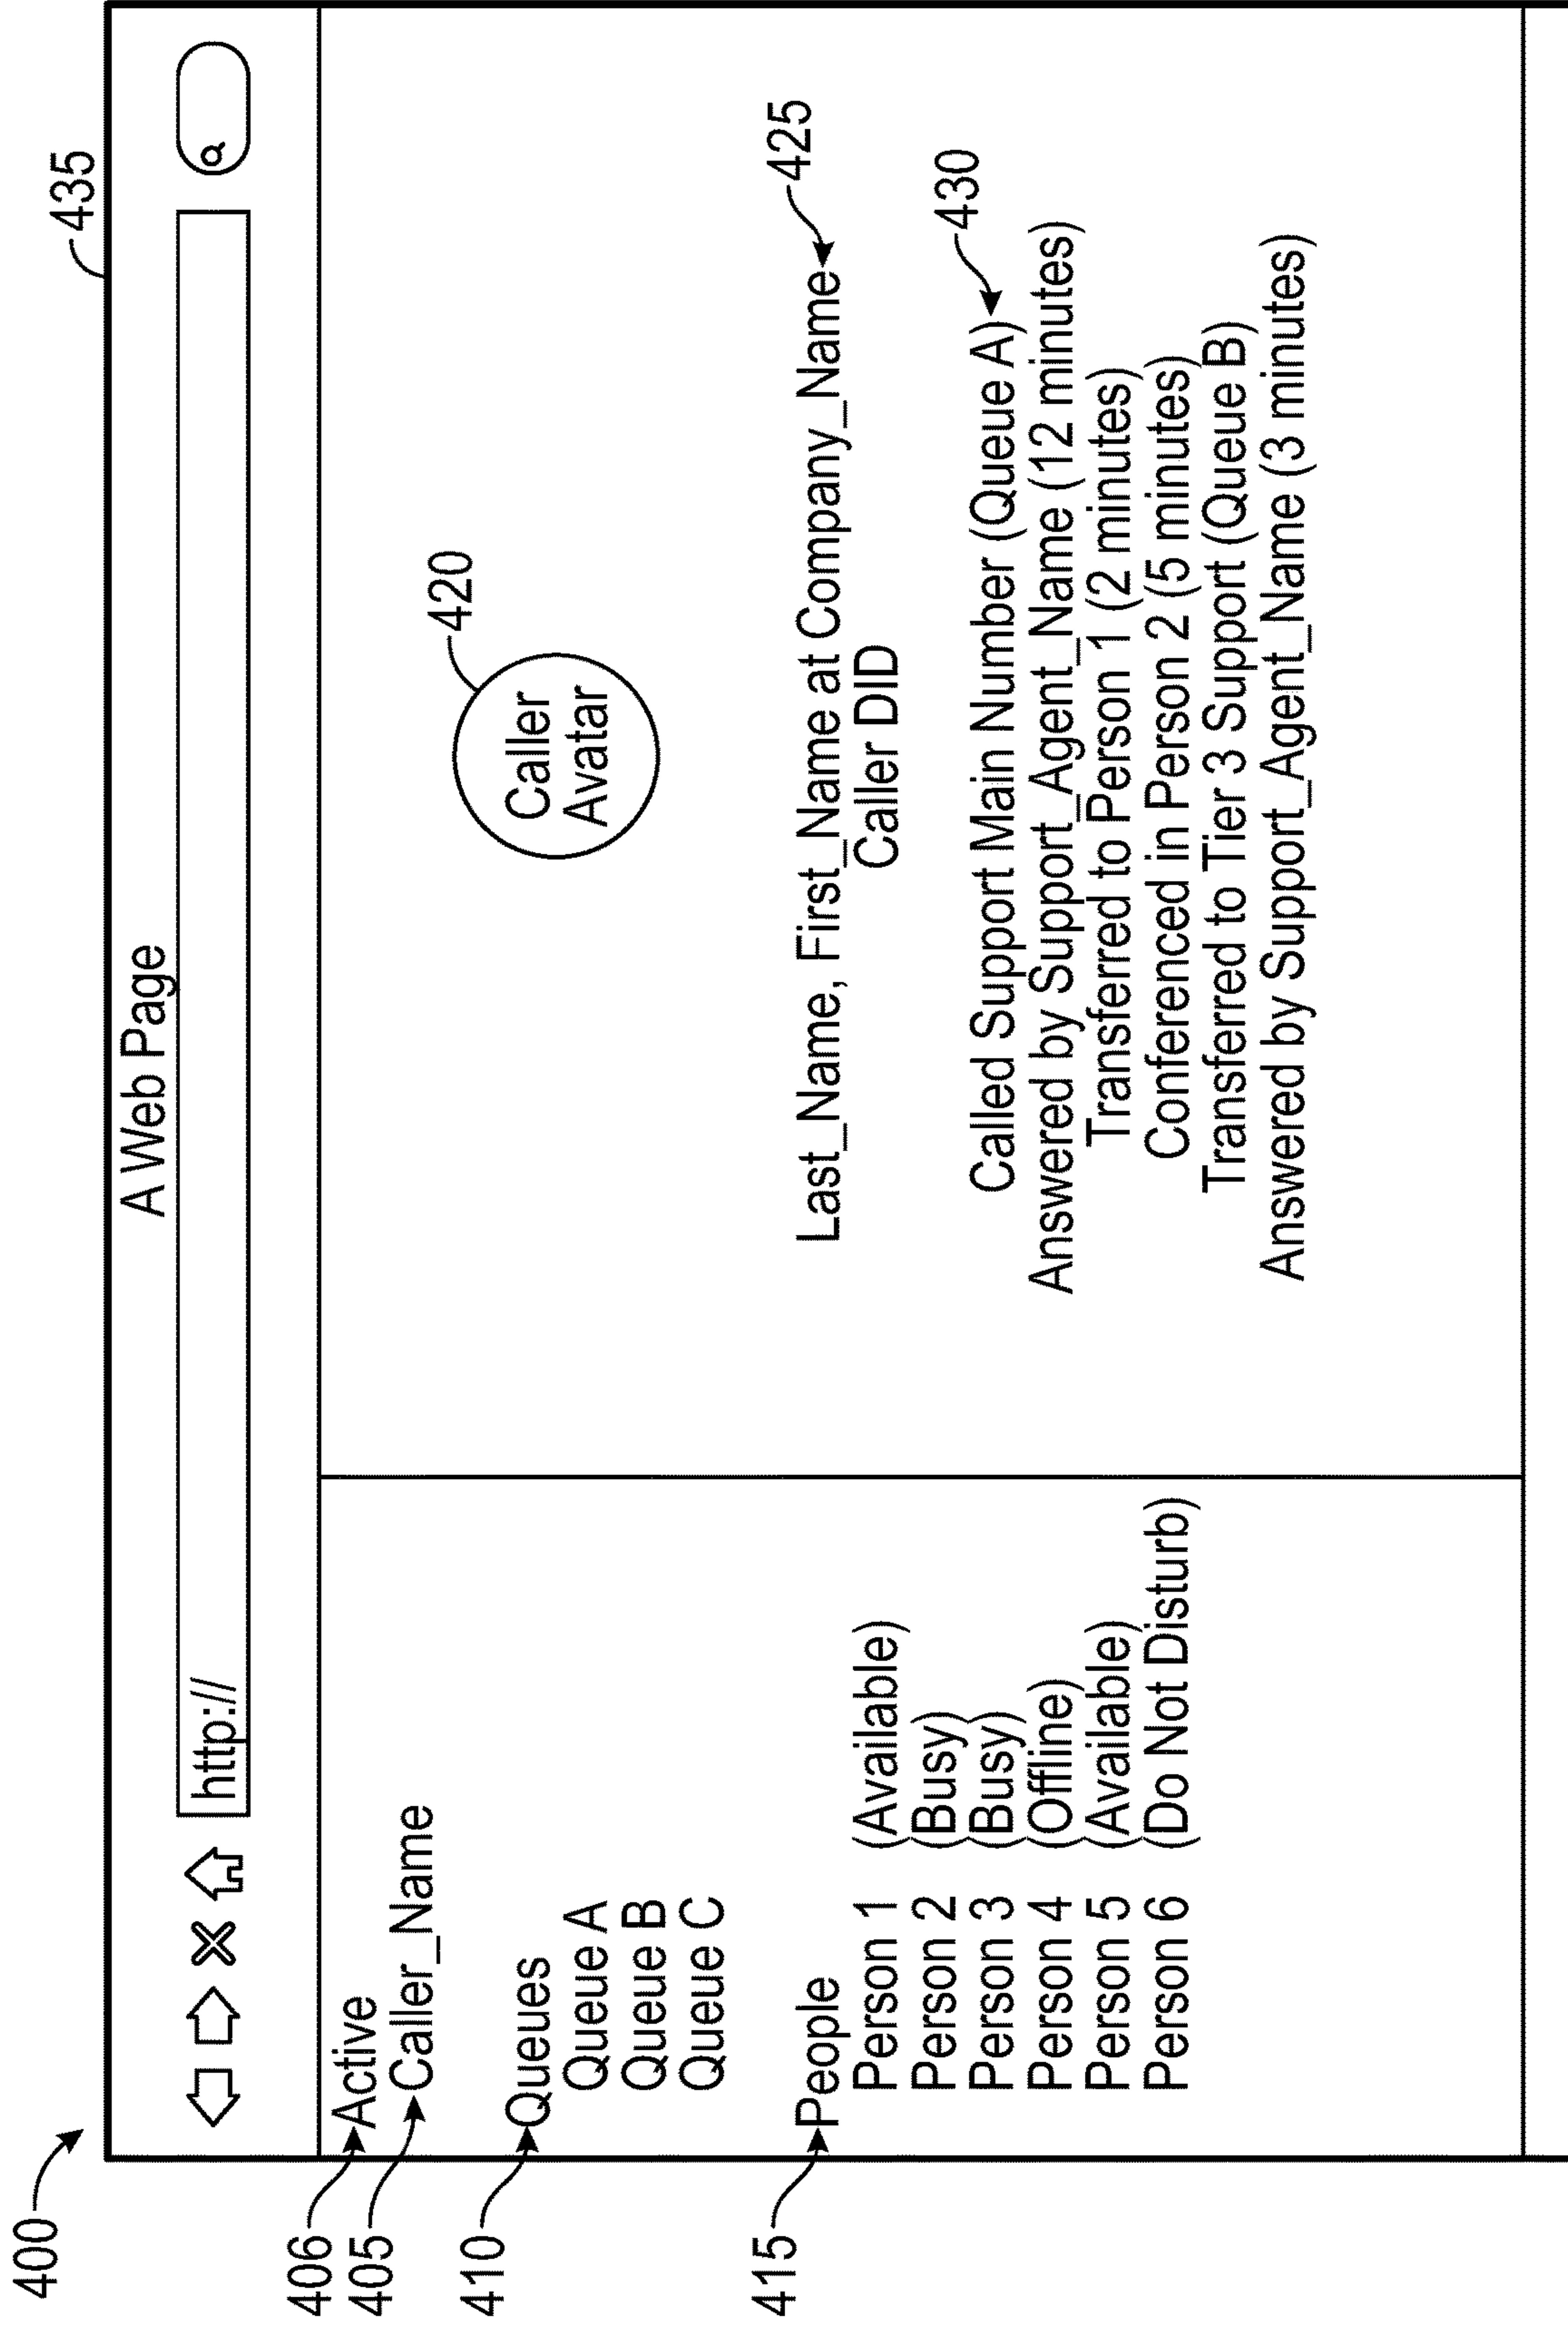 400
435
A Web Page
http://
406
Active
405
Caller_Name
410
Queues
Queue A
Queue B
Queue C
415
People
Person 1 (Available)
Person 2 (Busy)
Person 3 (Busy)
Person 4 (Offline)
Person 5 (Available)
Person 6 (Do Not Disturb)
420
Caller
Avatar
425
Last_Name, First_Name at Company_Name
Caller DID
430
Called Support Main Number (Queue A)
Answered by Support_Agent_Name (12 minutes)
Transferred to Person 1 (2 minutes)
Conferenced in Person 2 (5 minutes)
Transferred to Tier 3 Support (Queue B)
Answered by Support_Agent_Name (3 minutes)